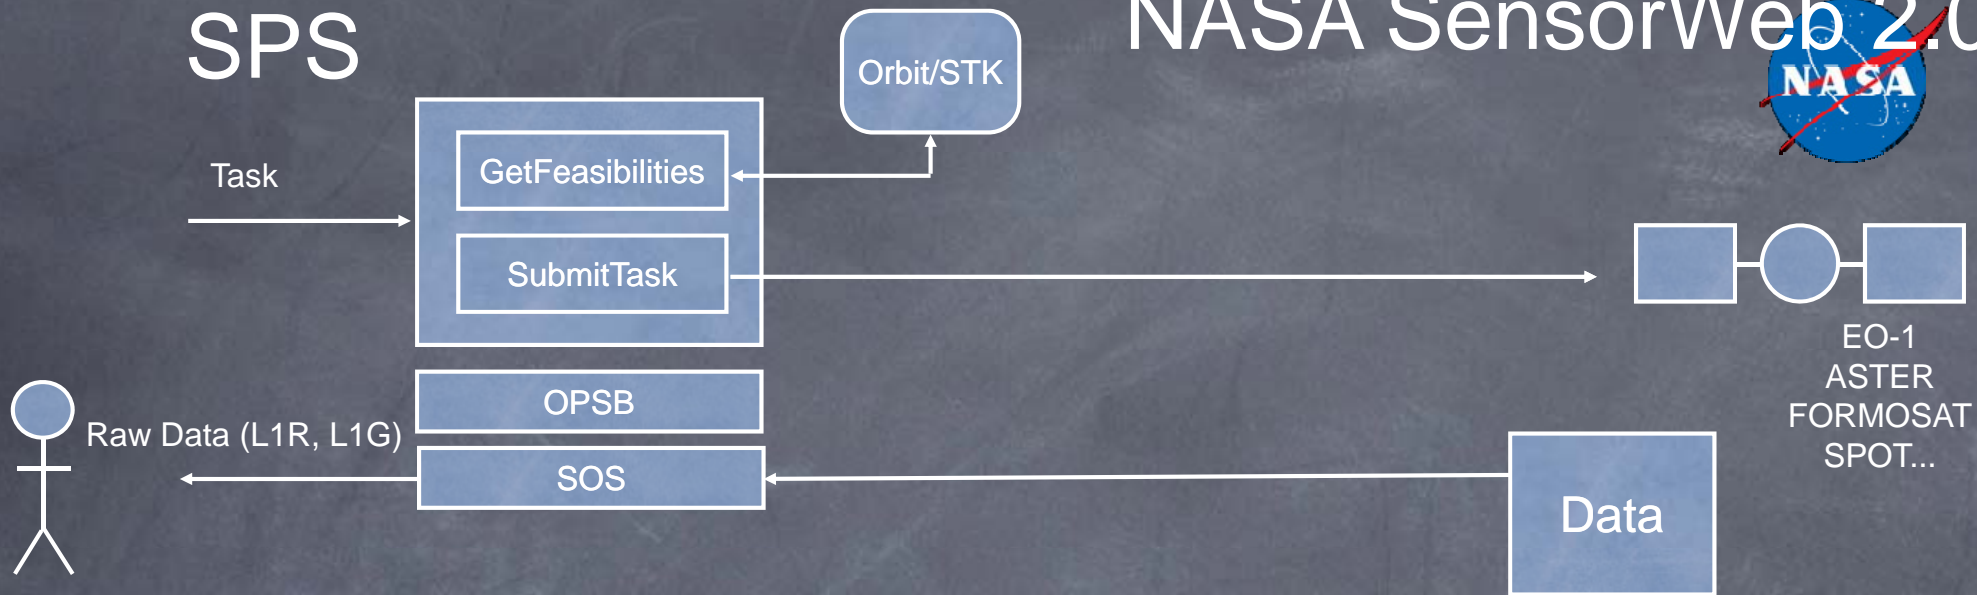 SPS
NASA SensorWeb 2.0
NASA
Orbit/STK
Task
GetFeasibilities
SubmitTask
EO-1
ASTER
FORMOSAT
SPOT...
OPSB
Raw Data (L1R, L1G)
SOS
Data